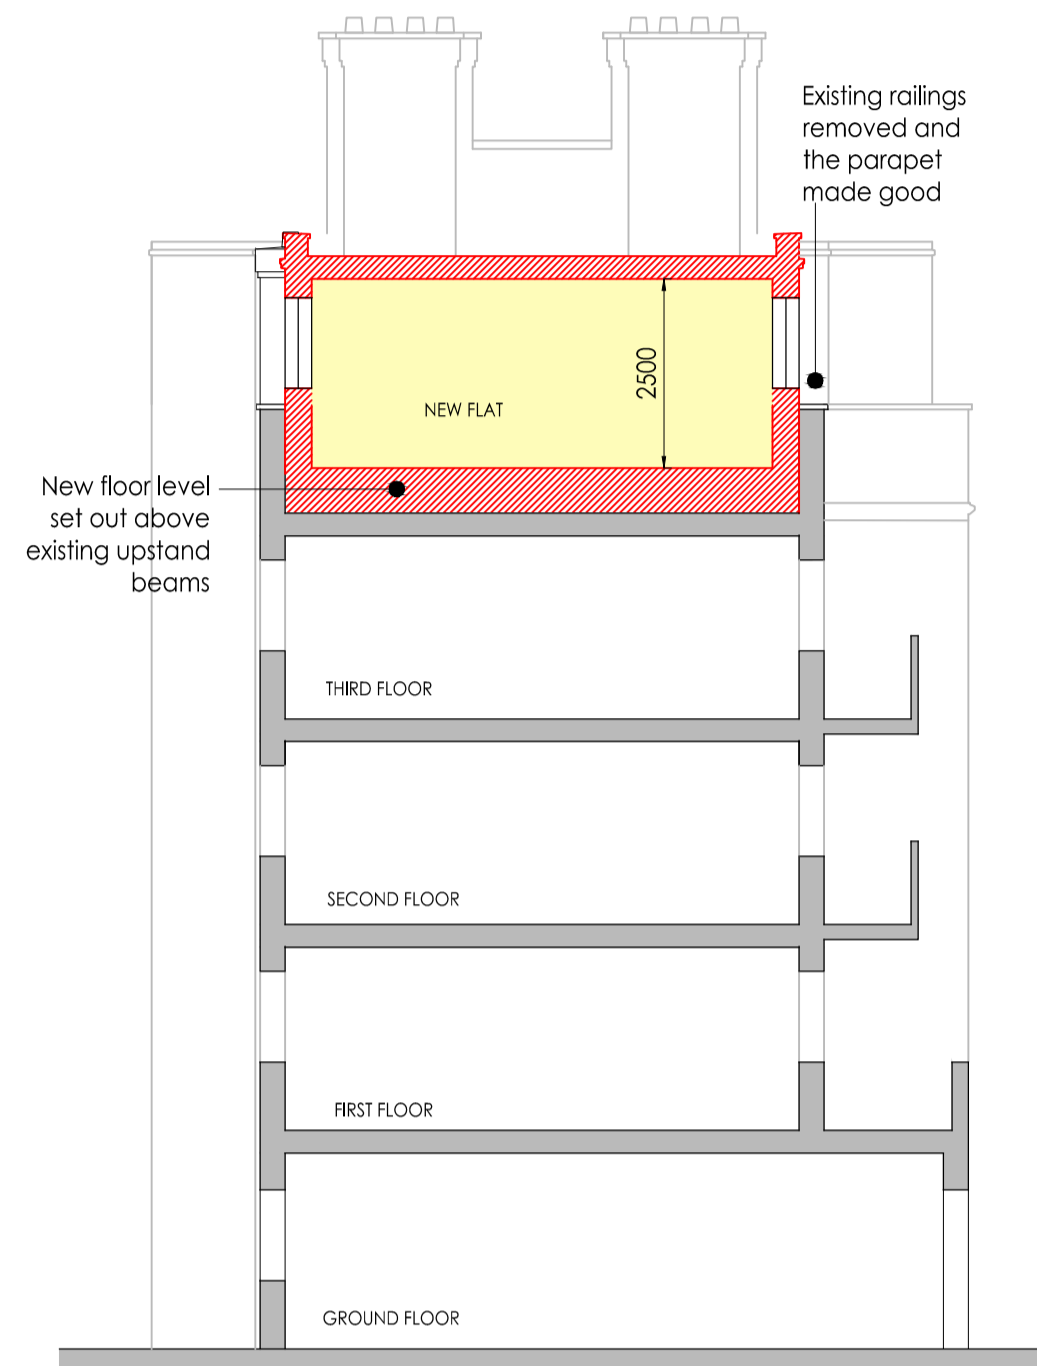 Existing railings
removed and
the parapet
made good
2500
NEW FLAT
New floor level
set out above
existing upstand
beams
THIRD FLOOR
SECOND FLOOR
FIRST FLOOR
GROUND FLOOR